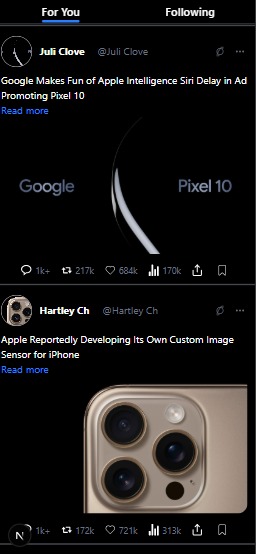 For You Following
Juli Clove @Juli Clove
Google Makes Fun of Apple Intelligence Siri Delay in Ad
Promoting Pixel 10
Read more
Google Pixel 10
1k+ 217k 684k 170k
Hartley Ch @Hartley Ch
Apple Reportedly Developing Its Own Custom Image
Sensor for iPhone
Read more
N 1k+ 172k 721k 313k